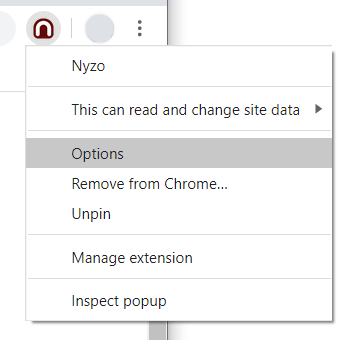 Nyzo
This can read and change site data
Options
Remove from Chrome...
Unpin
Manage extension
Inspect popup